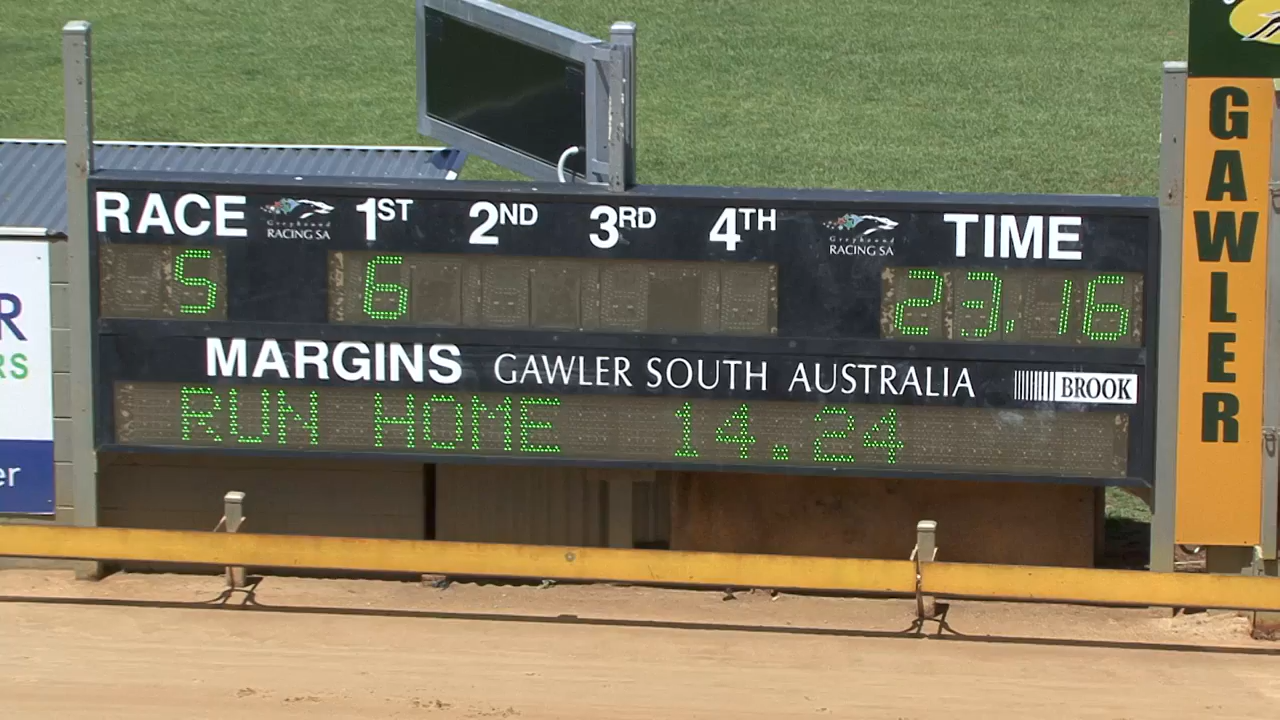 RACE Greyhound RACING SA 1ST 2ND 3RD 4TH Greyhound RACING SA TIME
5 6 23.16
MARGINS GAWLER SOUTH AUSTRALIA BROOK
RUN HOME 14.24
GAWLER
R
RS
er